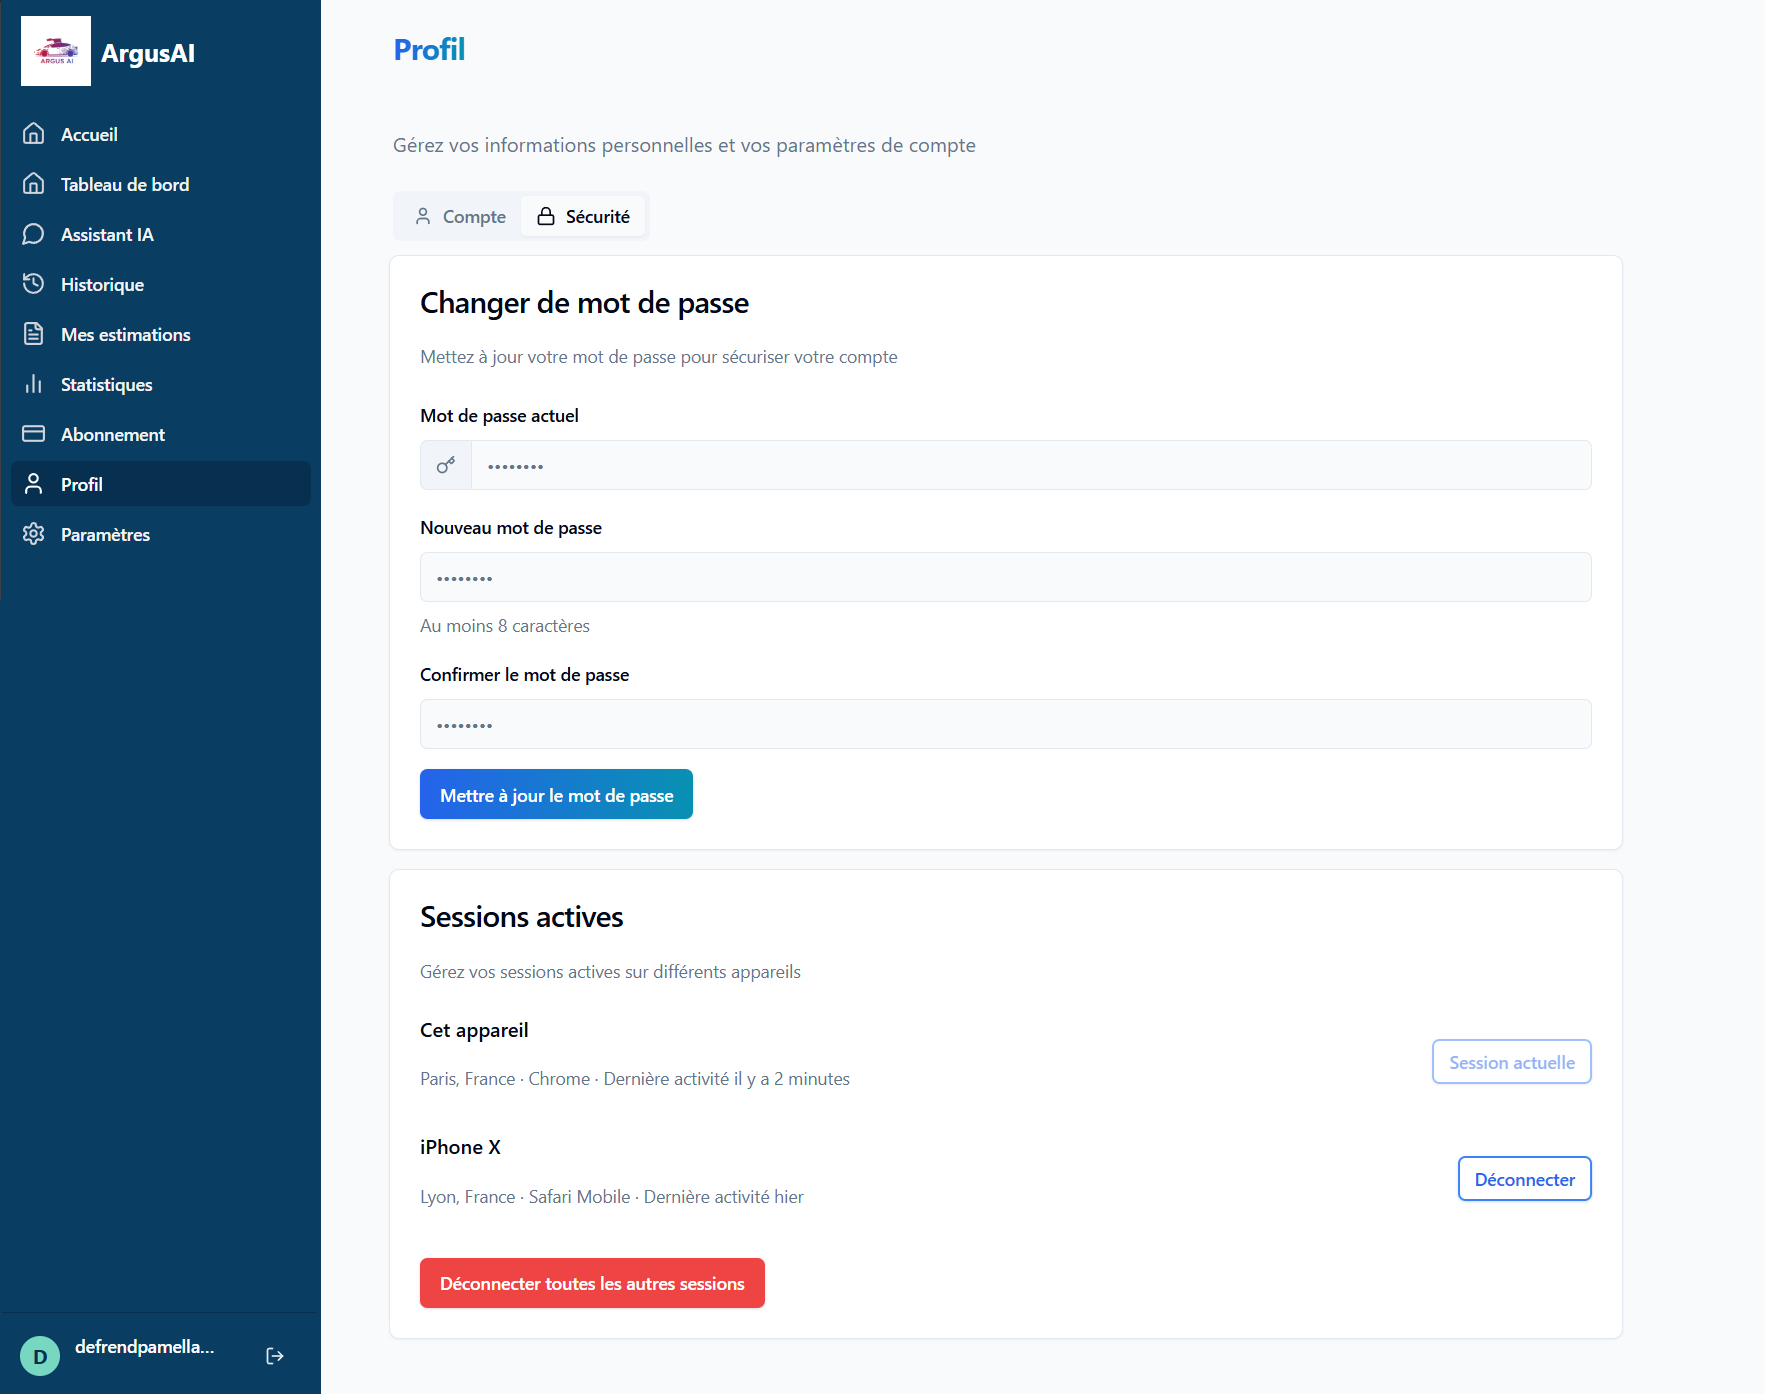 ARGUS AI
ArgusAI
Accueil
Tableau de bord
Assistant IA
Historique
Mes estimations
Statistiques
Abonnement
Profil
Paramètres
D
defrendpamella...
Profil
Gérez vos informations personnelles et vos paramètres de compte
Compte
Sécurité
Changer de mot de passe
Mettez à jour votre mot de passe pour sécuriser votre compte
Mot de passe actuel
••••••••
Nouveau mot de passe
••••••••
Au moins 8 caractères
Confirmer le mot de passe
••••••••
Mettre à jour le mot de passe
Sessions actives
Gérez vos sessions actives sur différents appareils
Cet appareil
Paris, France · Chrome · Dernière activité il y a 2 minutes
Session actuelle
iPhone X
Lyon, France · Safari Mobile · Dernière activité hier
Déconnecter
Déconnecter toutes les autres sessions